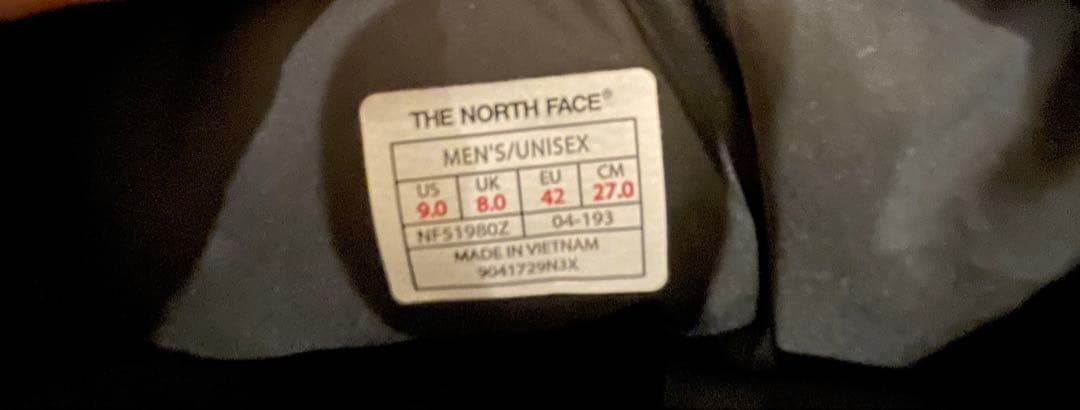 THE NORTH FACE®
MEN'S/UNISEX
US UK EU CM
9.0 8.0 42 27.0
NF51980Z 04-193
MADE IN VIETNAM
9041729N3X